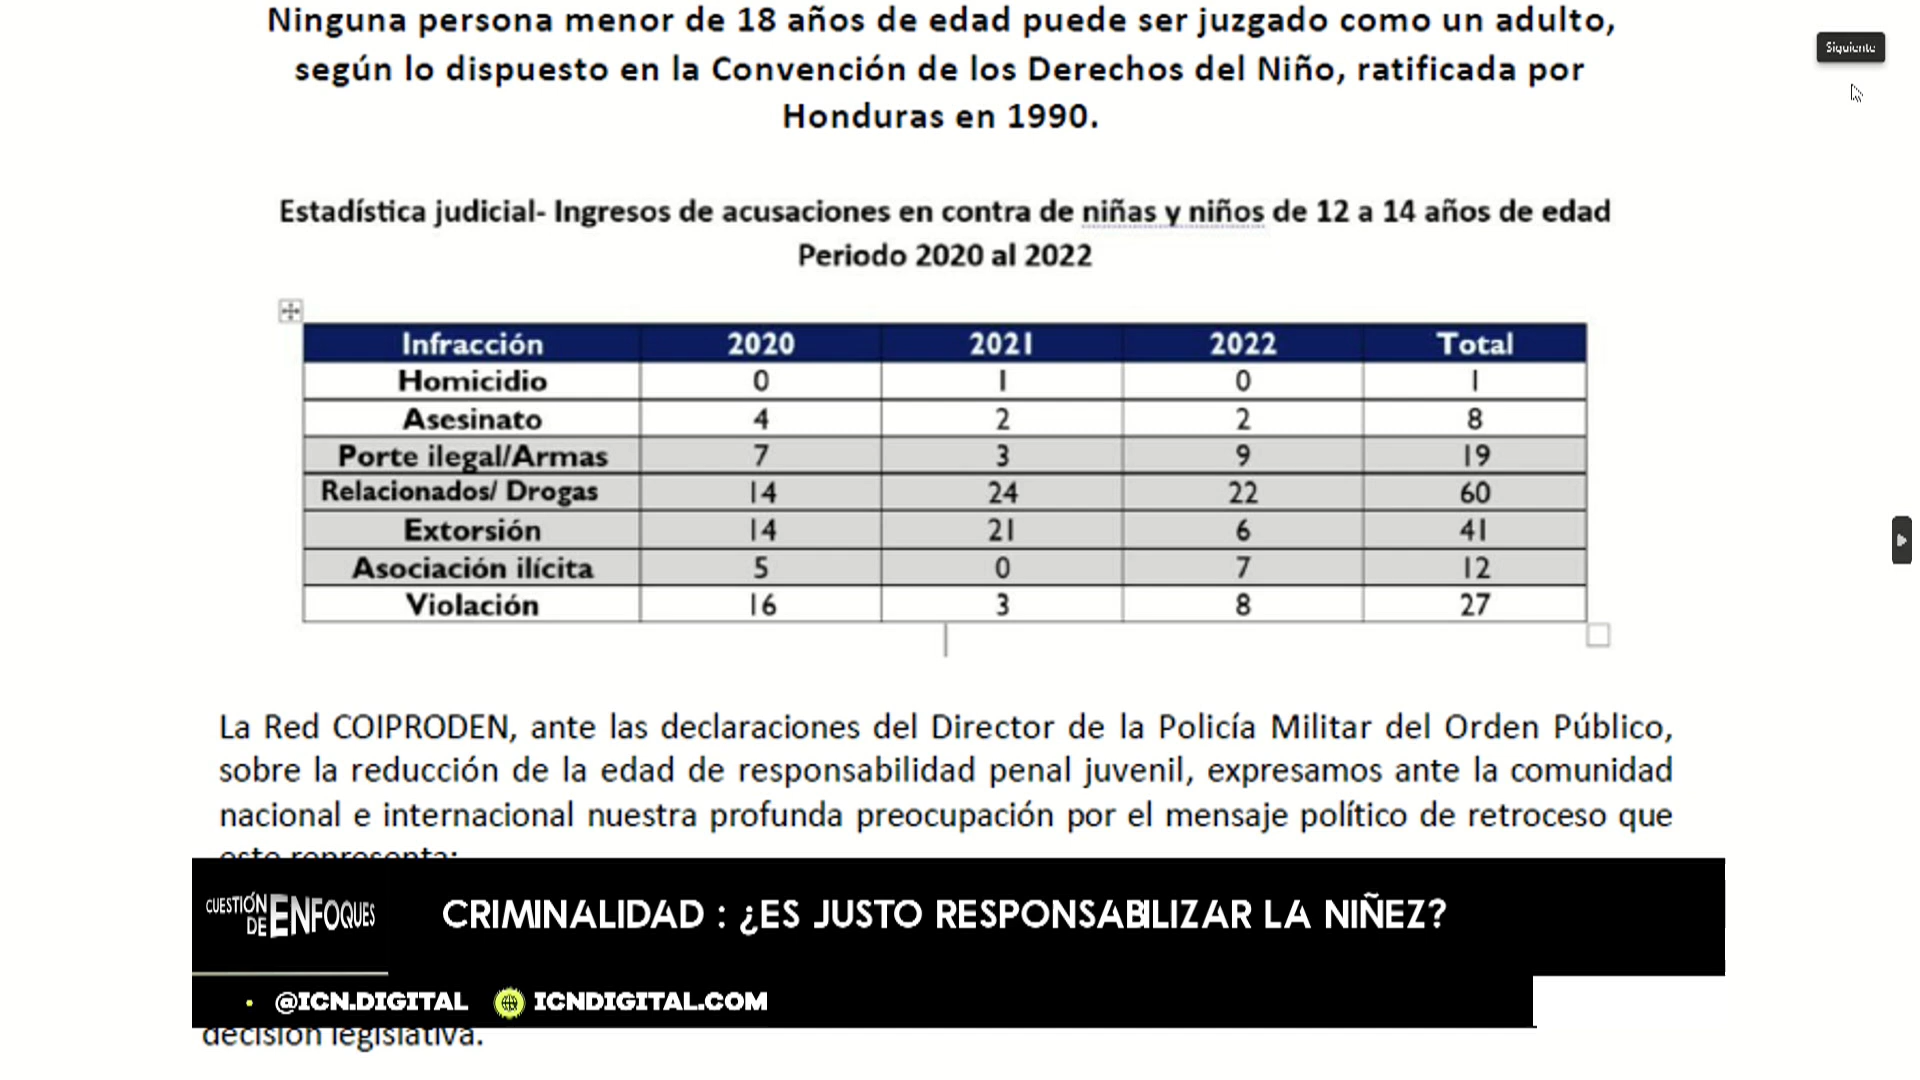 Ninguna persona menor de 18 años de edad puede ser juzgado como un adulto,
según lo dispuesto en la Convención de los Derechos del Niño, ratificada por
Honduras en 1990.
Siguiente
Estadística judicial- Ingresos de acusaciones en contra de niñas y niños de 12 a 14 años de edad
Periodo 2020 al 2022
Infracción 2020 2021 2022 Total
Homicidio 0 1 0 1
Asesinato 4 2 2 8
Porte ilegal/Armas 7 3 9 19
Relacionados/ Drogas 14 24 22 60
Extorsión 14 21 6 41
Asociación ilícita 5 0 7 12
Violación 16 3 8 27
La Red COIPRODEN, ante las declaraciones del Director de la Policía Militar del Orden Público,
sobre la reducción de la edad de responsabilidad penal juvenil, expresamos ante la comunidad
nacional e internacional nuestra profunda preocupación por el mensaje político de retroceso que
este representa:
CUESTIÓN DE ENFOQUES
CRIMINALIDAD : ¿ES JUSTO RESPONSABILIZAR LA NIÑEZ?
@ICN.DIGITAL ICNDIGITAL.COM
decisión legislativa.